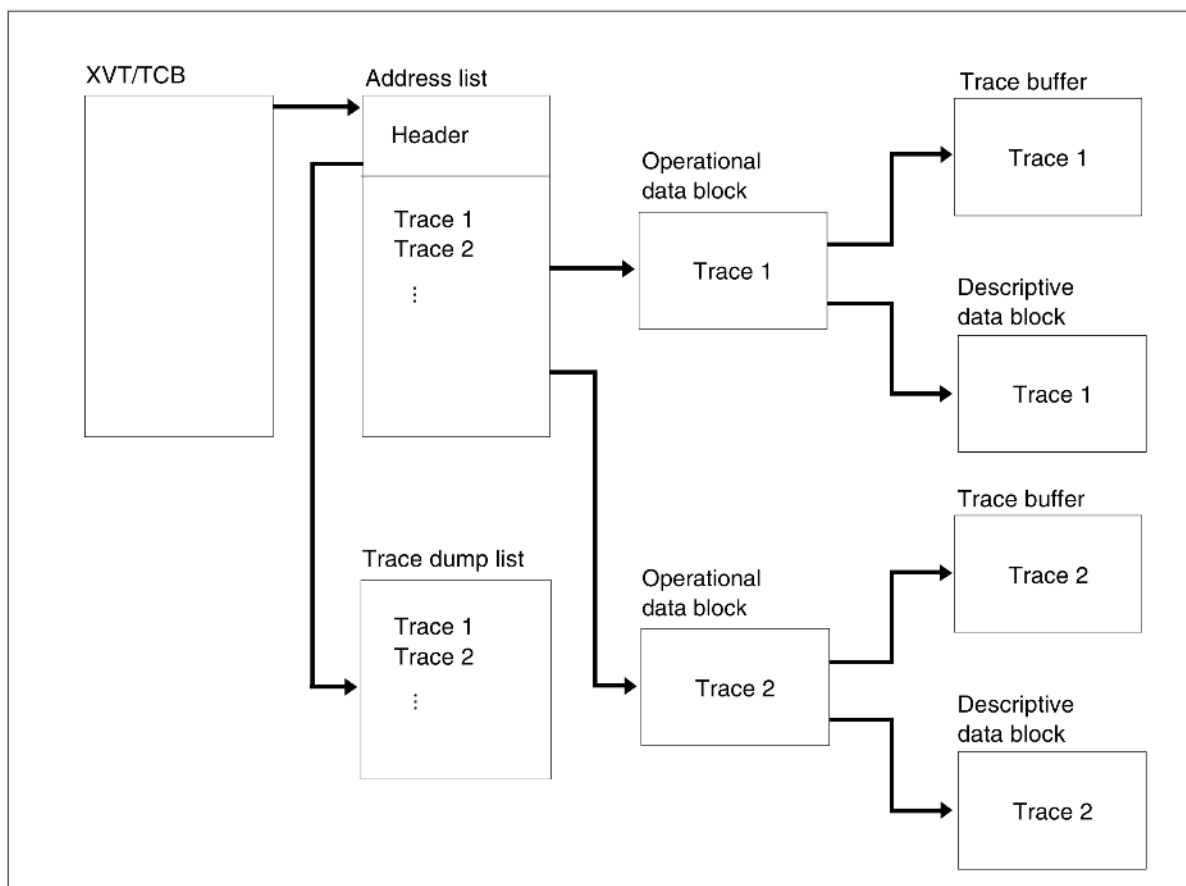 XVT/TCB
Address list
Header
Trace 1
Trace 2
⋮
Trace dump list
Trace 1
Trace 2
⋮
Operational
data block
Trace 1
Trace buffer
Trace 1
Descriptive
data block
Trace 1
Operational
data block
Trace 2
Trace buffer
Trace 2
Descriptive
data block
Trace 2